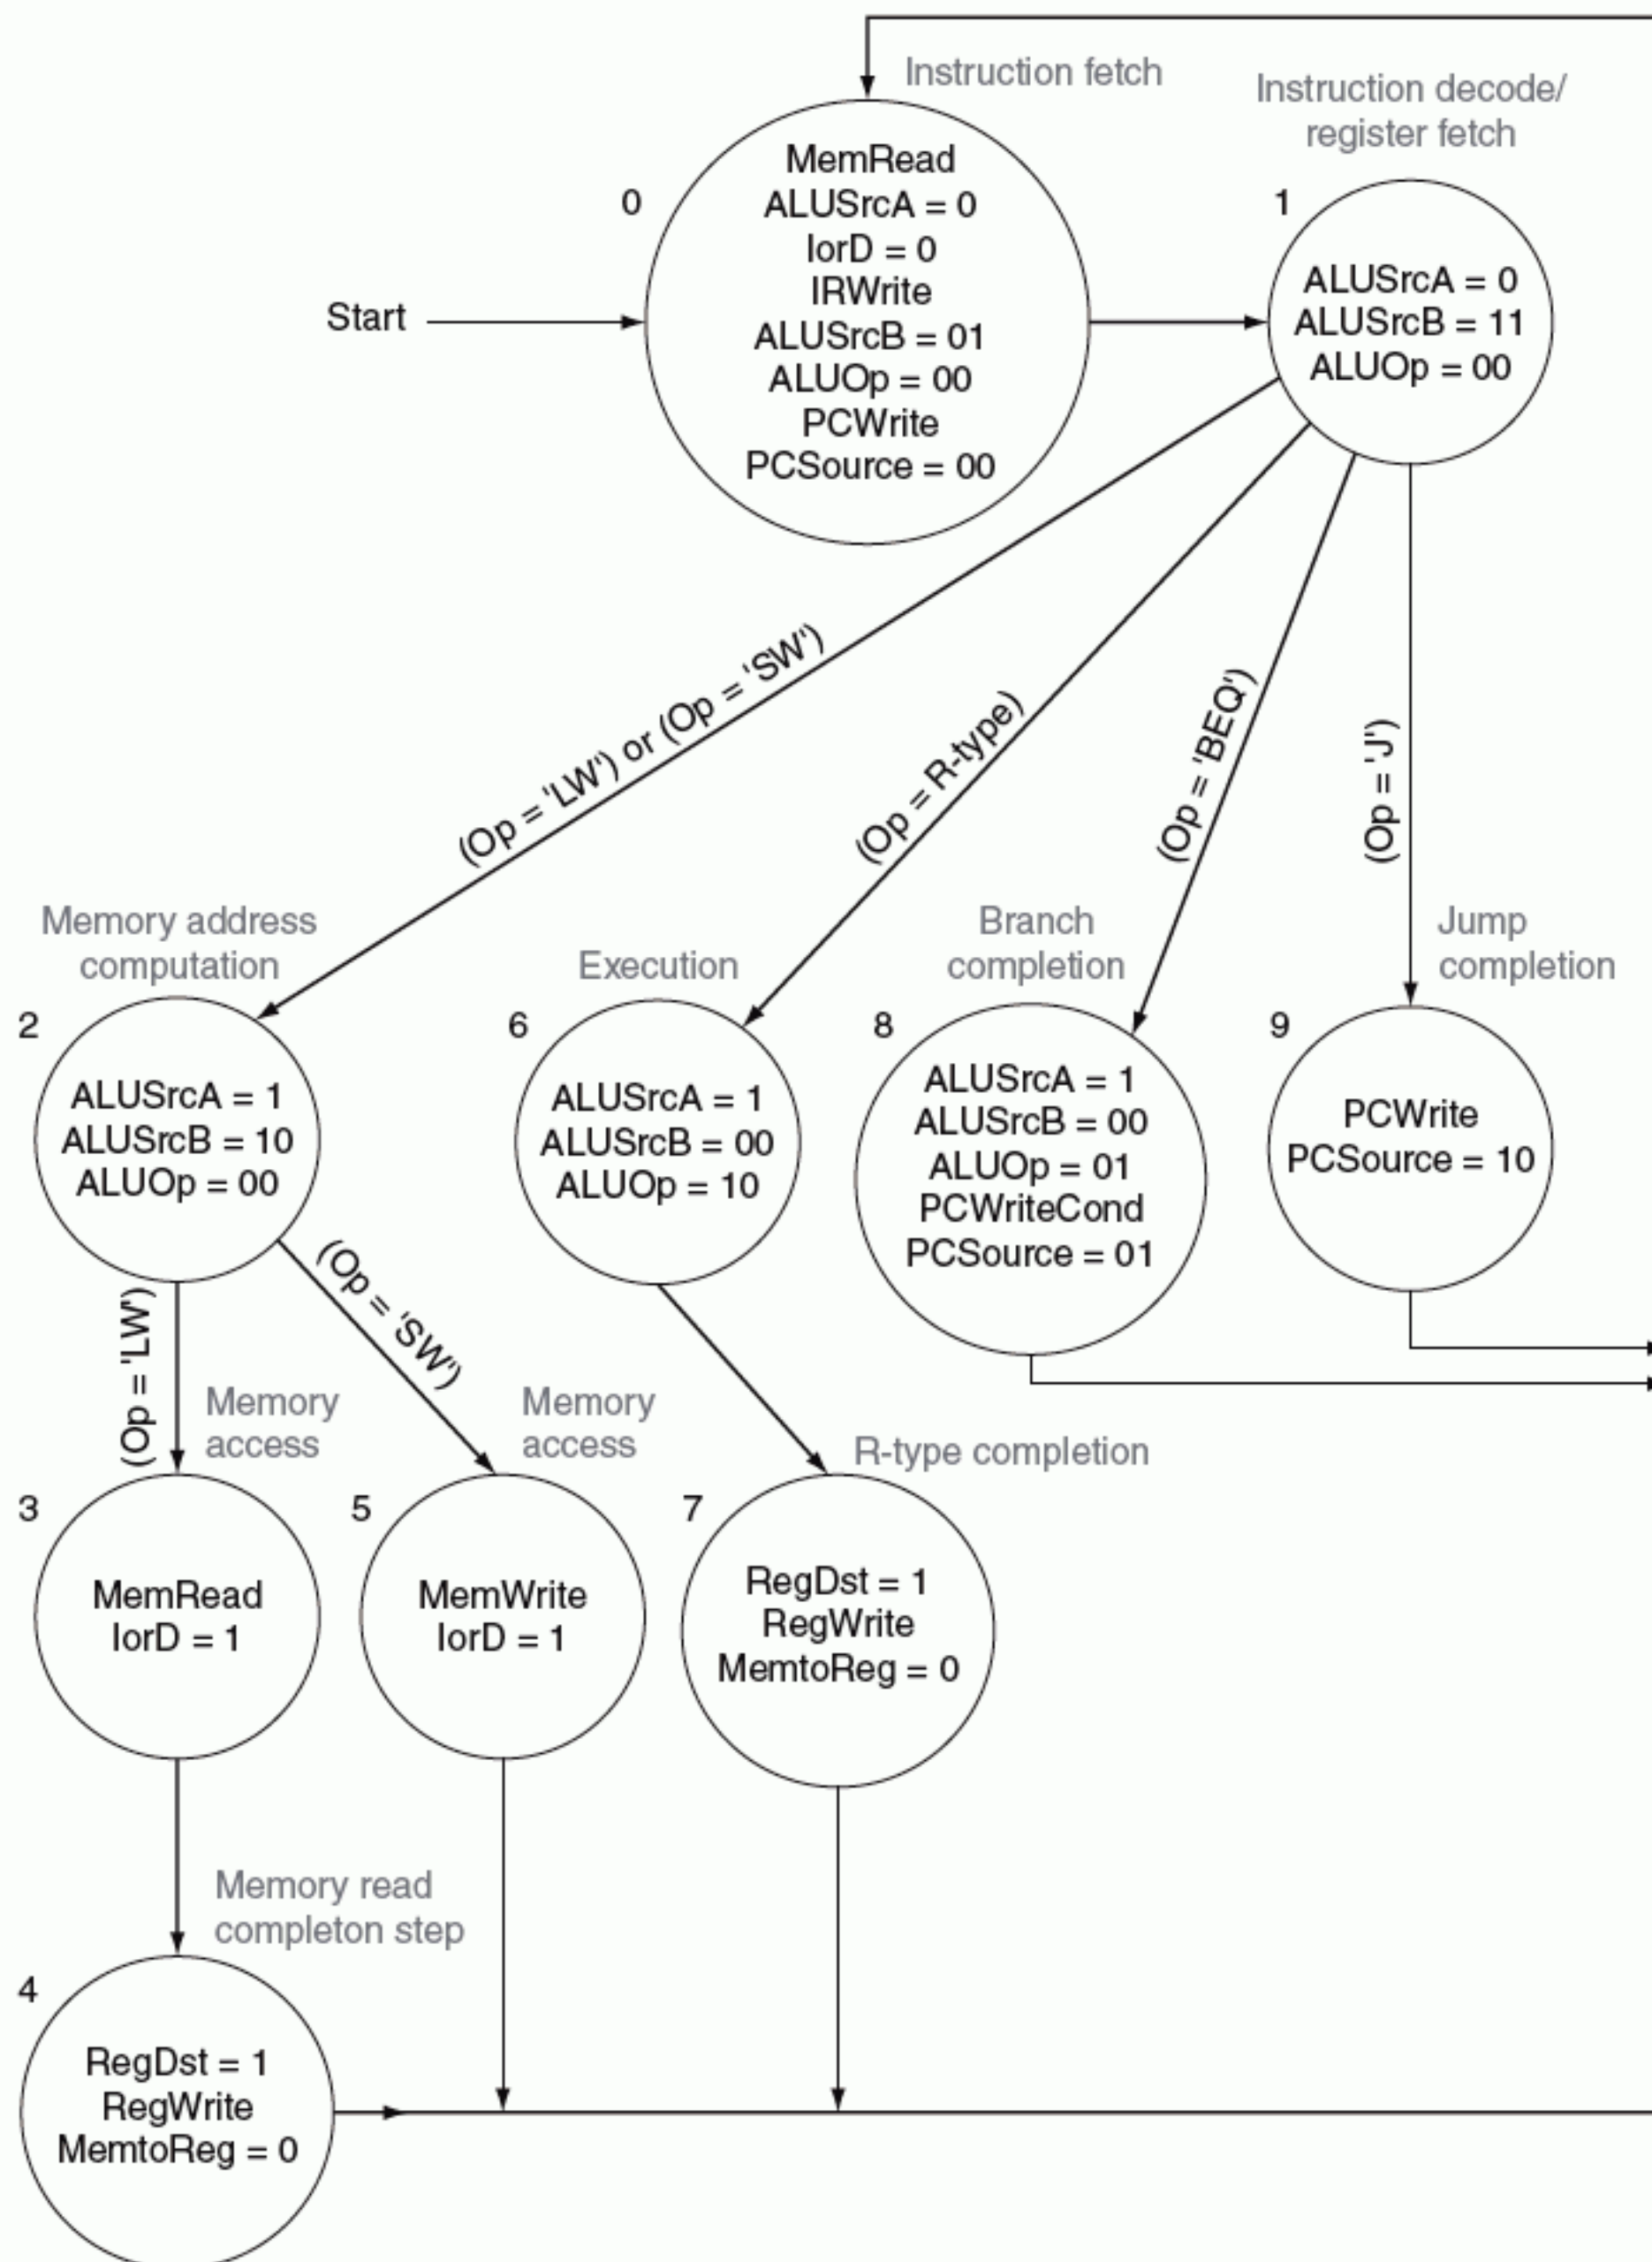 Instruction fetch
Instruction decode/
register fetch
0
MemRead
ALUSrcA = 0
IorD = 0
IRWrite
ALUSrcB = 01
ALUOp = 00
PCWrite
PCSource = 00
1
ALUSrcA = 0
ALUSrcB = 11
ALUOp = 00
Start
(Op = 'LW') or (Op = 'SW')
(Op = R-type)
(Op = 'BEQ')
(Op = 'J')
Memory address
computation
Execution
Branch
completion
Jump
completion
2
ALUSrcA = 1
ALUSrcB = 10
ALUOp = 00
6
ALUSrcA = 1
ALUSrcB = 00
ALUOp = 10
8
ALUSrcA = 1
ALUSrcB = 00
ALUOp = 01
PCWriteCond
PCSource = 01
9
PCWrite
PCSource = 10
(Op = 'LW')
(Op = 'SW')
Memory
access
Memory
access
R-type completion
3
MemRead
IorD = 1
5
MemWrite
IorD = 1
7
RegDst = 1
RegWrite
MemtoReg = 0
Memory read
completon step
4
RegDst = 1
RegWrite
MemtoReg = 0